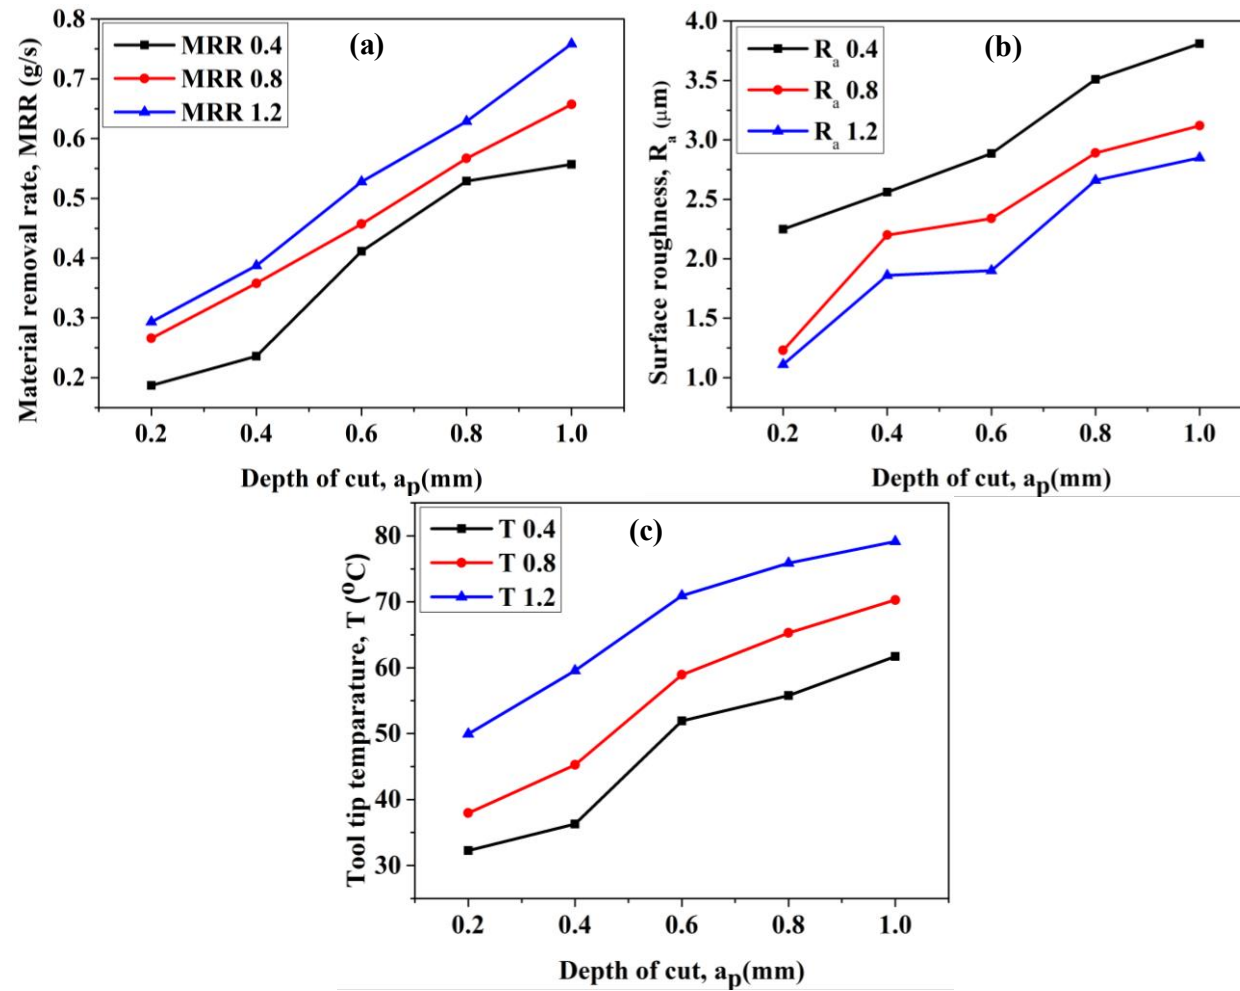 (a)
MRR 0.4
MRR 0.8
MRR 1.2
Material removal rate, MRR (g/s)
0.8
0.7
0.6
0.5
0.4
0.3
0.2
0.2 0.4 0.6 0.8 1.0
Depth of cut, ap(mm)
(b)
Ra 0.4
Ra 0.8
Ra 1.2
Surface roughness, Ra (μm)
4.0
3.5
3.0
2.5
2.0
1.5
1.0
0.2 0.4 0.6 0.8 1.0
Depth of cut, ap(mm)
(c)
T 0.4
T 0.8
T 1.2
Tool tip temparature, T (oC)
80
70
60
50
40
30
0.2 0.4 0.6 0.8 1.0
Depth of cut, ap(mm)